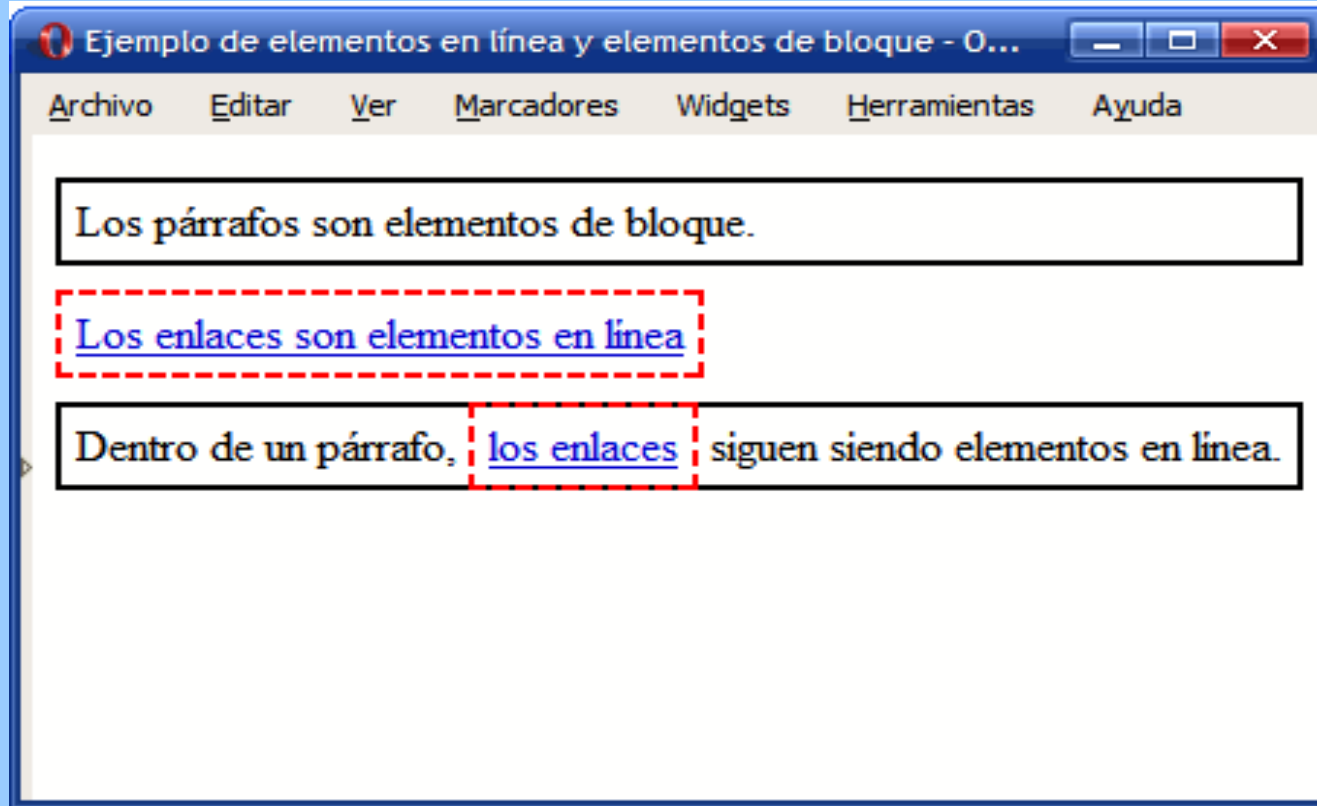 Ejemplo de elementos en línea y elementos de bloque - O...
Archivo Editar Ver Marcadores Widgets Herramientas Ayuda
Los párrafos son elementos de bloque.
Los enlaces son elementos en línea
Dentro de un párrafo, los enlaces siguen siendo elementos en línea.